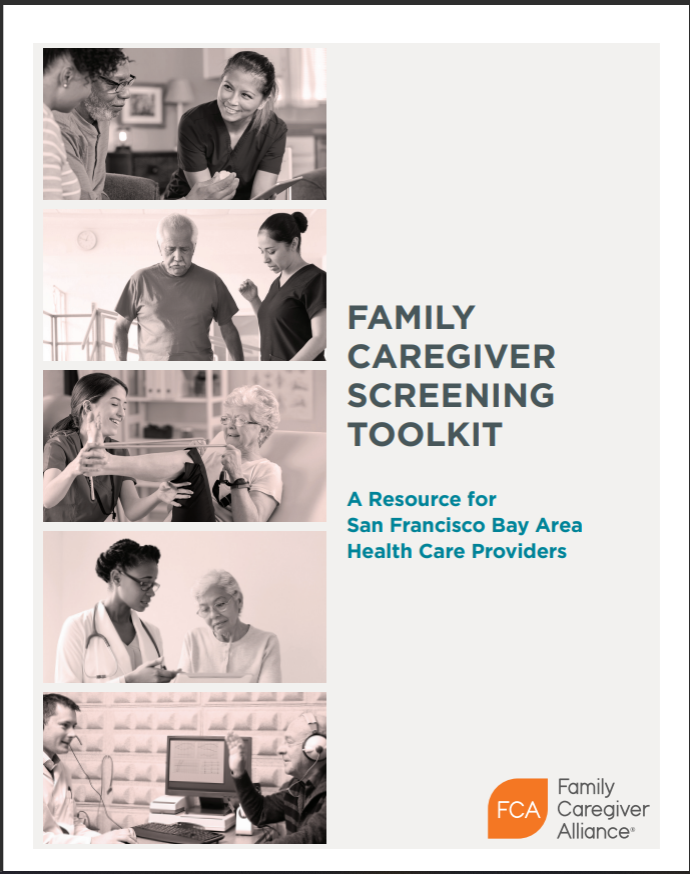 FAMILY
CAREGIVER
SCREENING
TOOLKIT
A Resource for
San Francisco Bay Area
Health Care Providers
FCA
Family
Caregiver
Alliance®